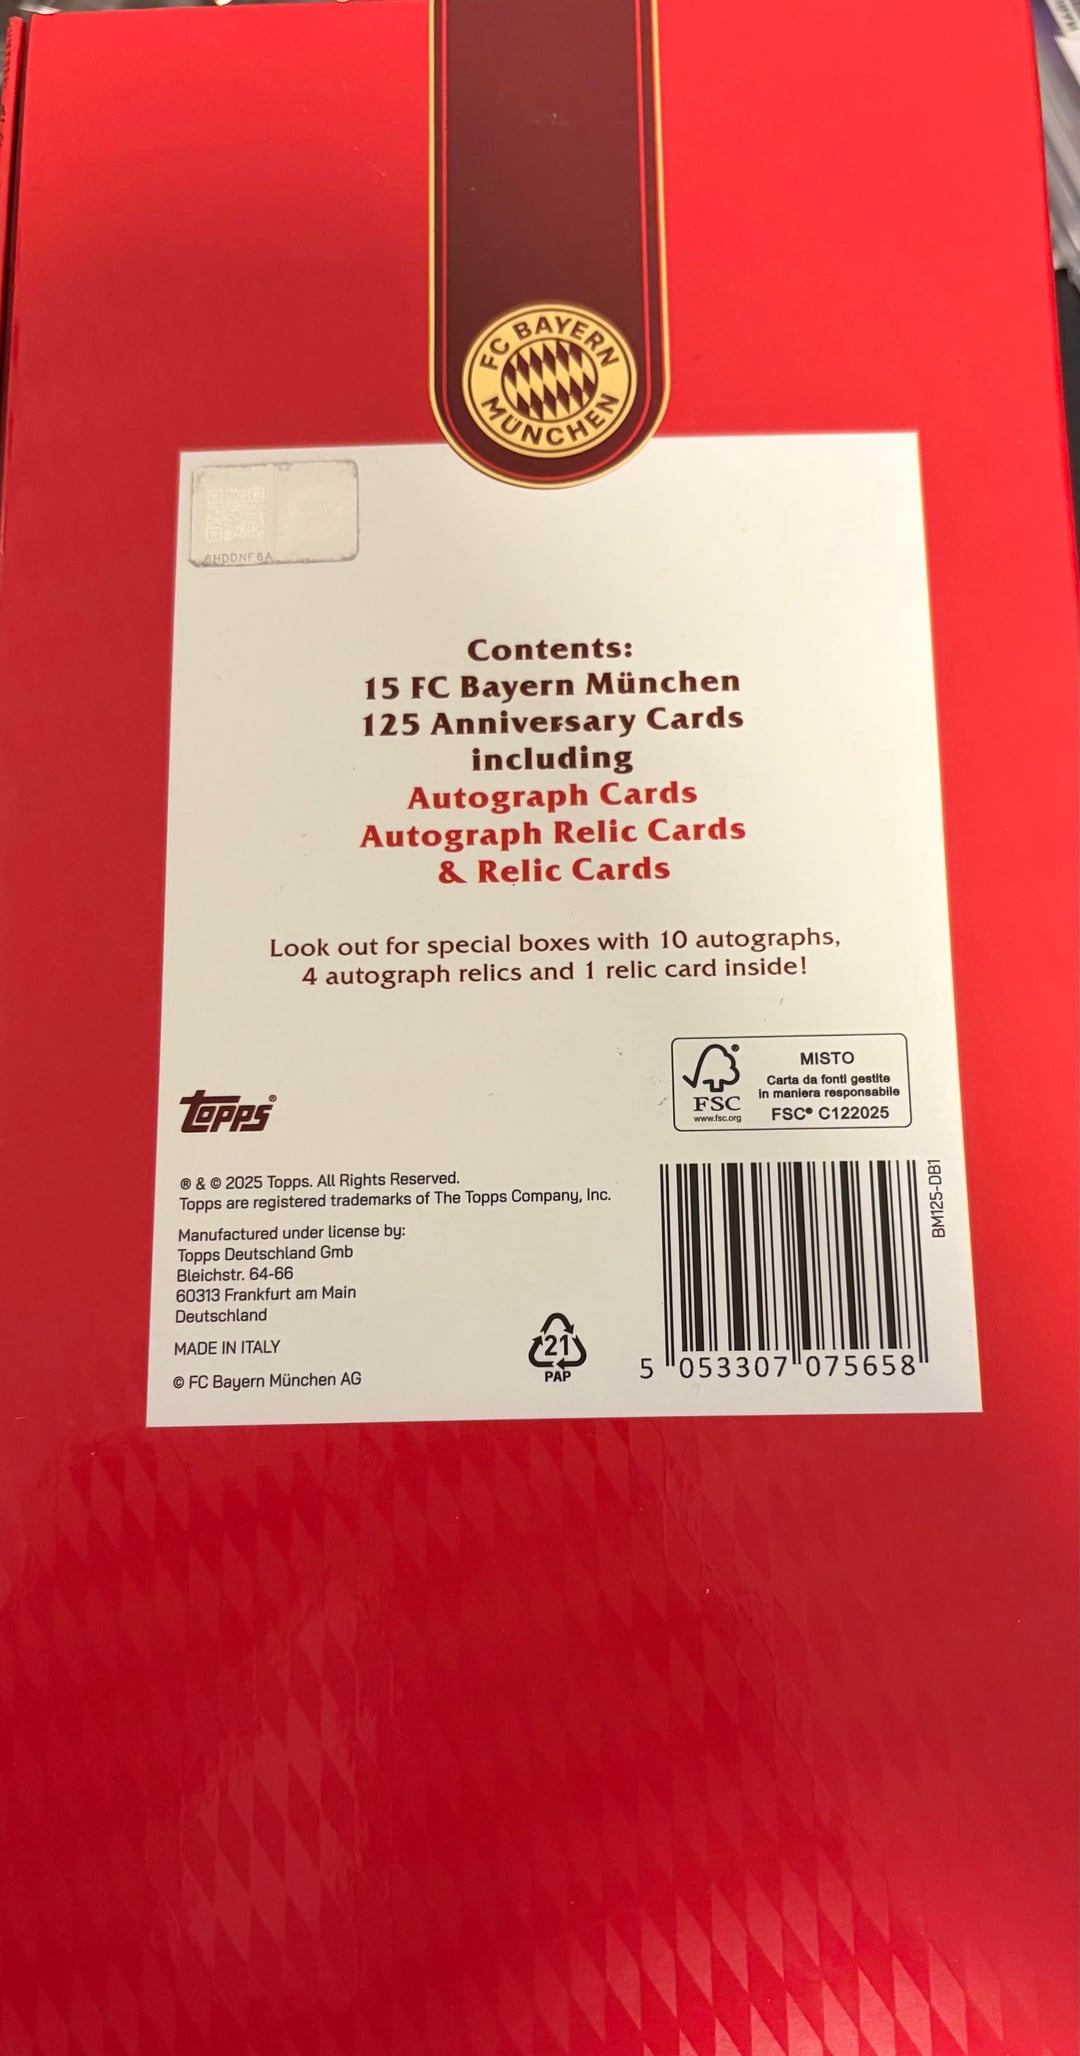 FC BAYERN
MÜNCHEN
6HDDNF6A
Contents:
15 FC Bayern München
125 Anniversary Cards
including
Autograph Cards
Autograph Relic Cards
& Relic Cards
Look out for special boxes with 10 autographs,
4 autograph relics and 1 relic card inside!
FSC
www.fsc.org
MISTO
Carta da fonti gestite
in maniera responsabile
FSC® C122025
Topps®
® & © 2025 Topps. All Rights Reserved.
Topps are registered trademarks of The Topps Company, Inc.
Manufactured under license by:
Topps Deutschland Gmb
Bleichstr. 64-66
60313 Frankfurt am Main
Deutschland
MADE IN ITALY
© FC Bayern München AG
21
PAP
5 053307 075658
BM125-DB1